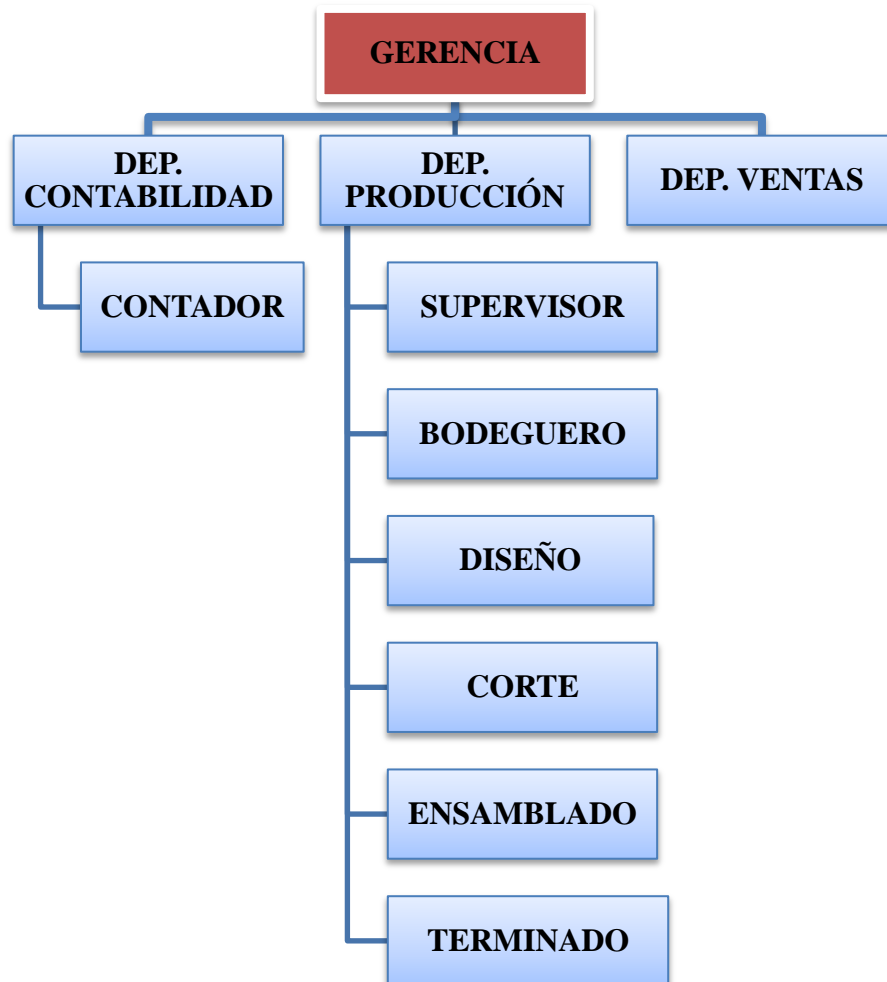 GERENCIA
DEP.
CONTABILIDAD
DEP.
PRODUCCIÓN
DEP. VENTAS
CONTADOR
SUPERVISOR
BODEGUERO
DISEÑO
CORTE
ENSAMBLADO
TERMINADO